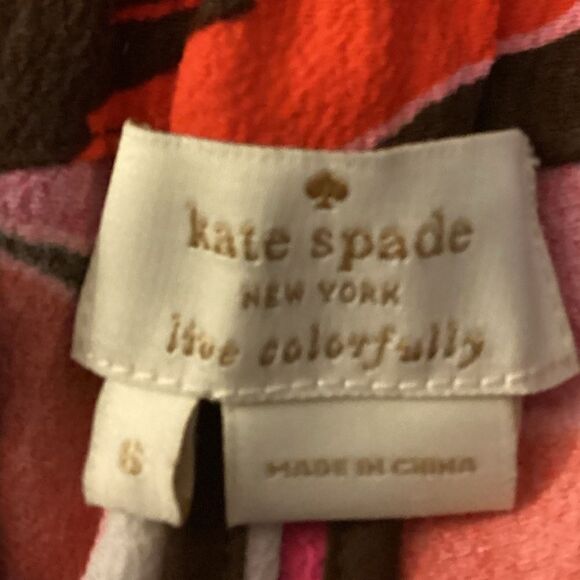 kate spade
NEW YORK
live colorfully
6
MADE IN CHINA